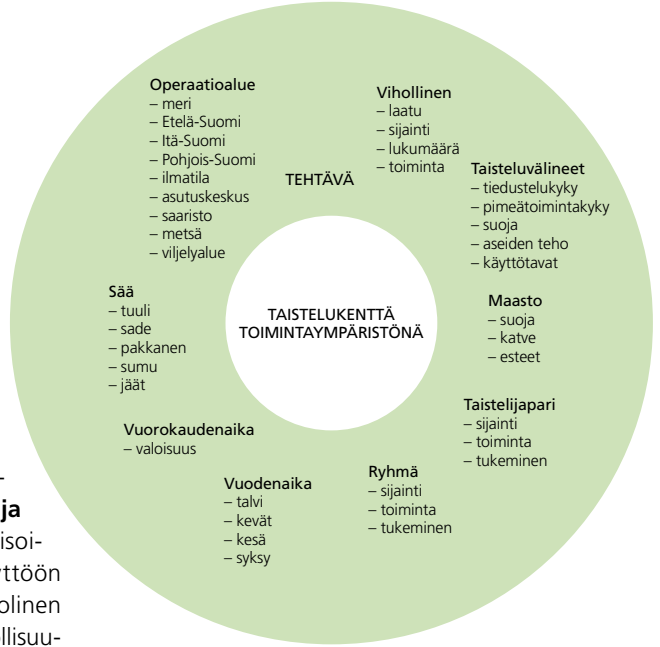 Operaatioalue
– meri
– Etelä-Suomi
– Itä-Suomi
– Pohjois-Suomi
– ilmatila
– asutuskeskus
– saaristo
– metsä
– viljelyalue
TEHTÄVÄ
Vihollinen
– laatu
– sijainti
– lukumäärä
– toiminta
Taisteluvälineet
– tiedustelukyky
– pimeätoimintakyky
– suoja
– aseiden teho
– käyttötavat
Sää
– tuuli
– sade
– pakkanen
– sumu
– jäät
TAISTELUKENTTÄ
TOIMINTAYMPÄRISTÖNÄ
Maasto
– suoja
– katve
– esteet
Taistelijapari
– sijainti
– toiminta
– tukeminen
Vuorokaudenaika
– valoisuus
Vuodenaika
– talvi
– kevät
– kesä
– syksy
Ryhmä
– sijainti
– toiminta
– tukeminen
-
ja
isoi-
yttöön
olinen
llisuu-